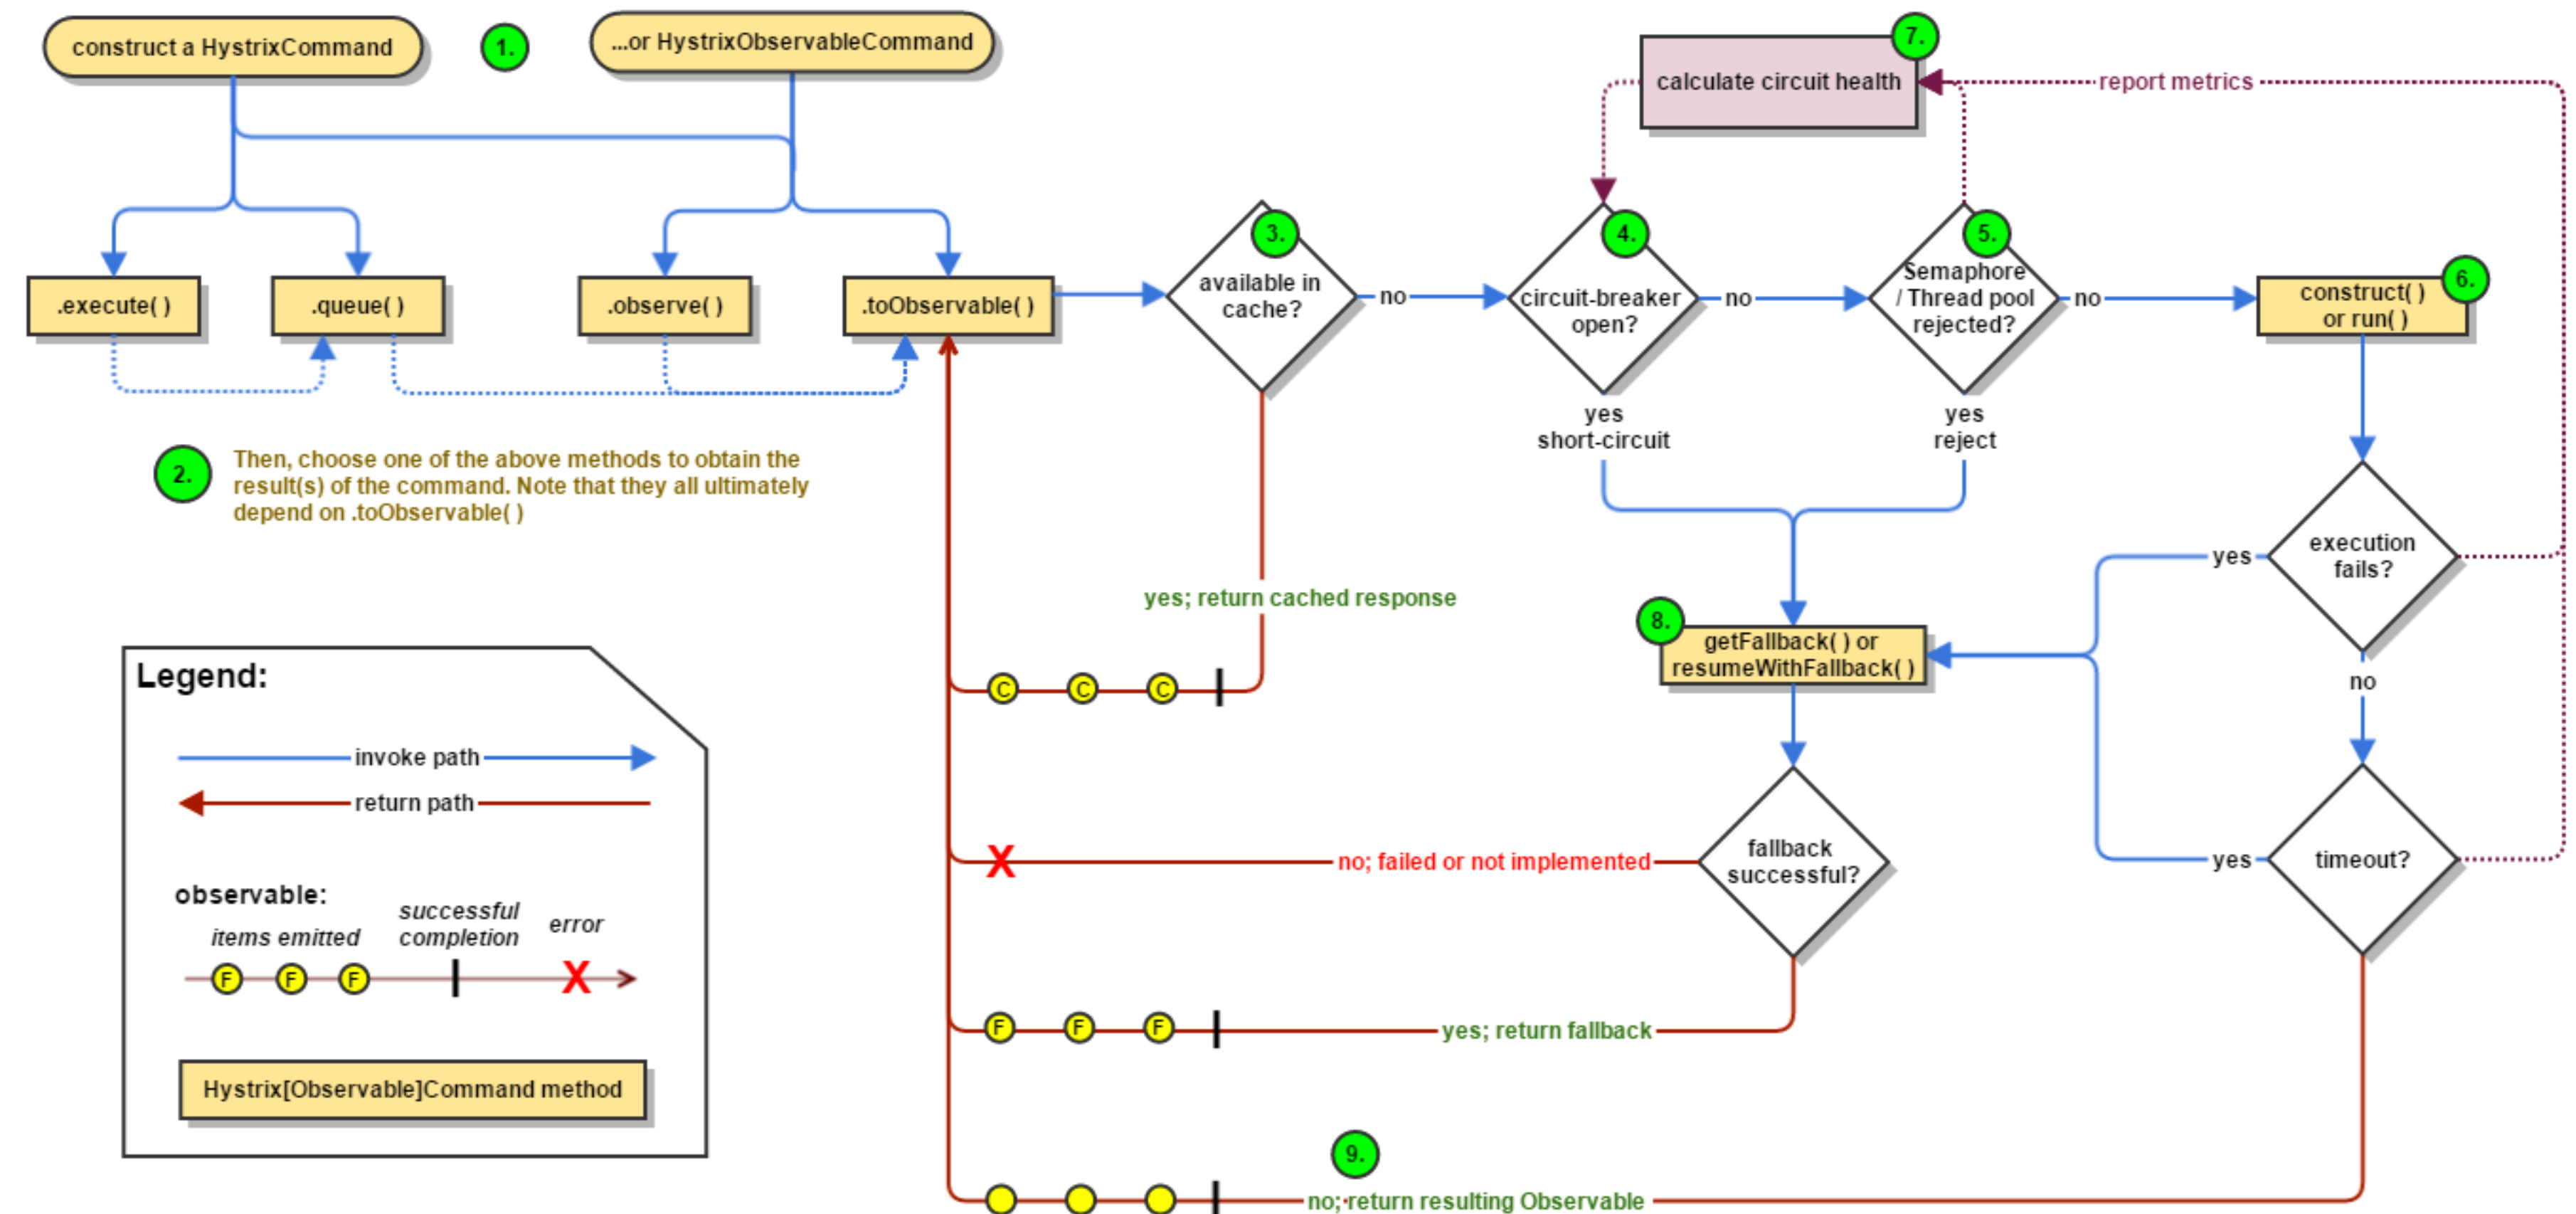 construct a HystrixCommand
1.
...or HystrixObservableCommand
7.
calculate circuit health
report metrics
.execute( )
.queue( )
.observe( )
.toObservable( )
3.
available in
cache?
no
4.
circuit-breaker
open?
no
5.
Semaphore
/ Thread pool
rejected?
no
6.
construct( )
or run( )
yes
short-circuit
yes
reject
2.
Then, choose one of the above methods to obtain the
result(s) of the command. Note that they all ultimately
depend on .toObservable( )
yes; return cached response
C
C
C
8.
getFallback( ) or
resumeWithFallback( )
yes
execution
fails?
no
yes
timeout?
fallback
successful?
no; failed or not implemented
X
F
F
F
yes; return fallback
9.
no; return resulting Observable
Legend:
invoke path
return path
observable:
items emitted
successful
completion
error
F
F
F
X
Hystrix[Observable]Command method